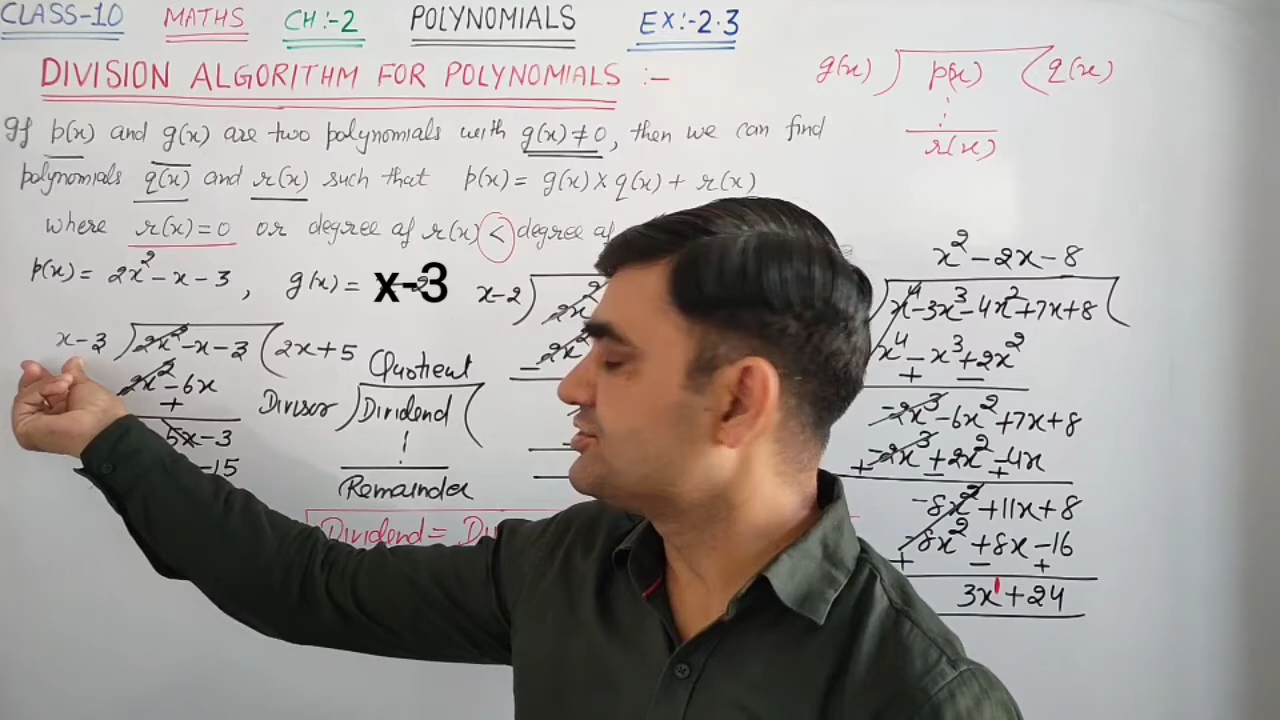 CLASS-10 MATHS CH:-2 POLYNOMIALS EX:-2.3
DIVISION ALGORITHM FOR POLYNOMIALS :-
g(x) ) p(x) ( q(x)
⋮
r(x)
If p(x) and g(x) are two polynomials with g(x) ≠ 0, then we can find
polynomials q(x) and r(x) such that p(x) = g(x) × q(x) + r(x)
where r(x) = 0 or degree of r(x) < degree of
p(x) = 2x² - x - 3 , g(x) = x-3
x-3 ) 2x² - x - 3 ( 2x + 5
2x² - 6x
+
5x - 3
-15
Quotient
Divisor ) Dividend (
⋮
Remainder
Dividend =
x-2 ) 2x²
2x²
-
x² - 2x - 8
) x⁴ - 3x³ - 4x² + 7x + 8 (
x⁴ - x³ + 2x²
+ -
-2x³ - 6x² + 7x + 8
-2x³ + 2x² - 4x
+ - +
-8x² + 11x + 8
-8x² + 8x - 16
+ - +
3x¹ + 24